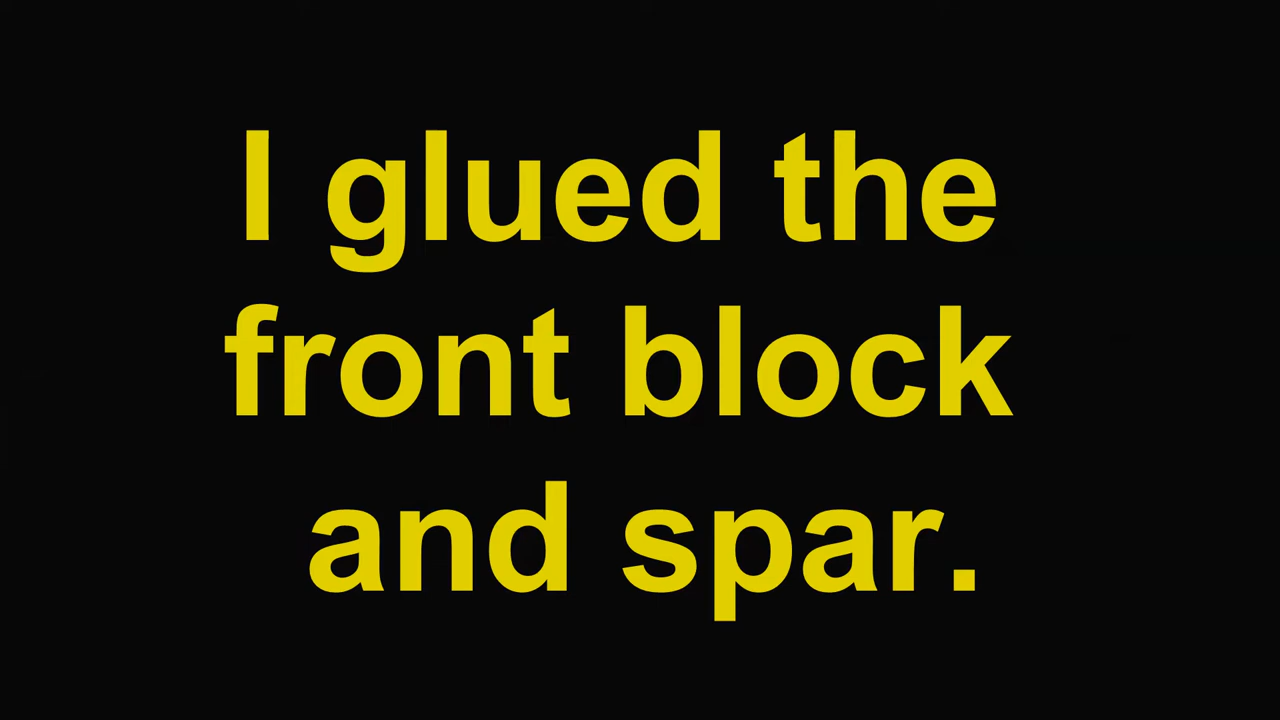 I glued the
front block
and spar.